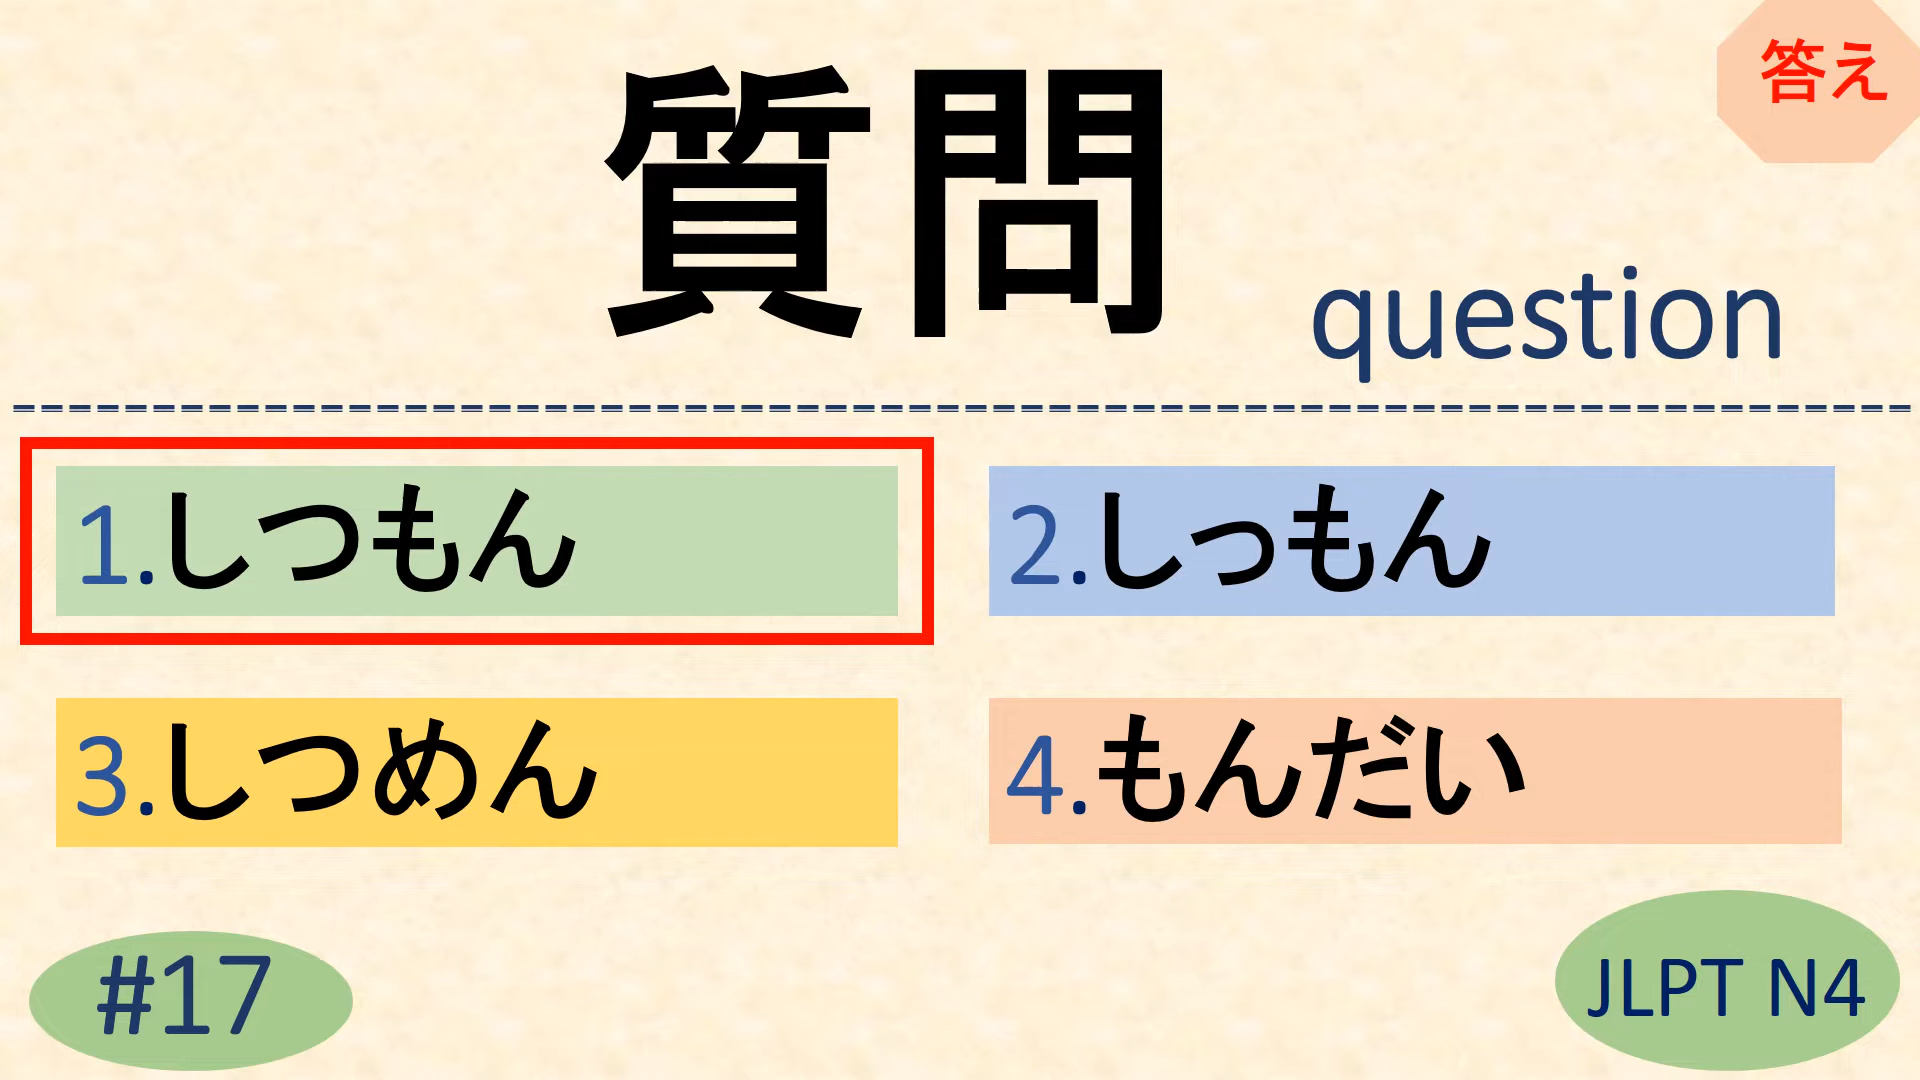 答え
質問
question
1.しつもん
2.しっもん
3.しつめん
4.もんだい
#17
JLPT N4